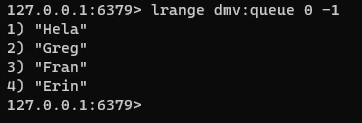 127.0.0.1:6379> lrange dmv:queue 0 -1
1) "Hela"
2) "Greg"
3) "Fran"
4) "Erin"
127.0.0.1:6379>